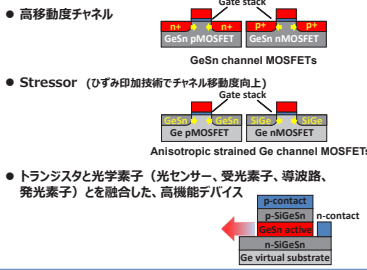 ● 高移動度チャネル
Gate stack
n+ n+ p+ p+
GeSn pMOSFET GeSn nMOSFET
GeSn channel MOSFETs
● Stressor (ひずみ印加技術でチャネル移動度向上)
Gate stack
GeSn GeSn SiGe SiGe
Ge pMOSFET Ge nMOSFET
Anisotropic strained Ge channel MOSFETs
● トランジスタと光学素子(光センサー、受光素子、導波路、
発光素子)とを融合した、高機能デバイス
p-contact
p-SiGeSn n-contact
GeSn active
n-SiGeSn
Ge virtual substrate